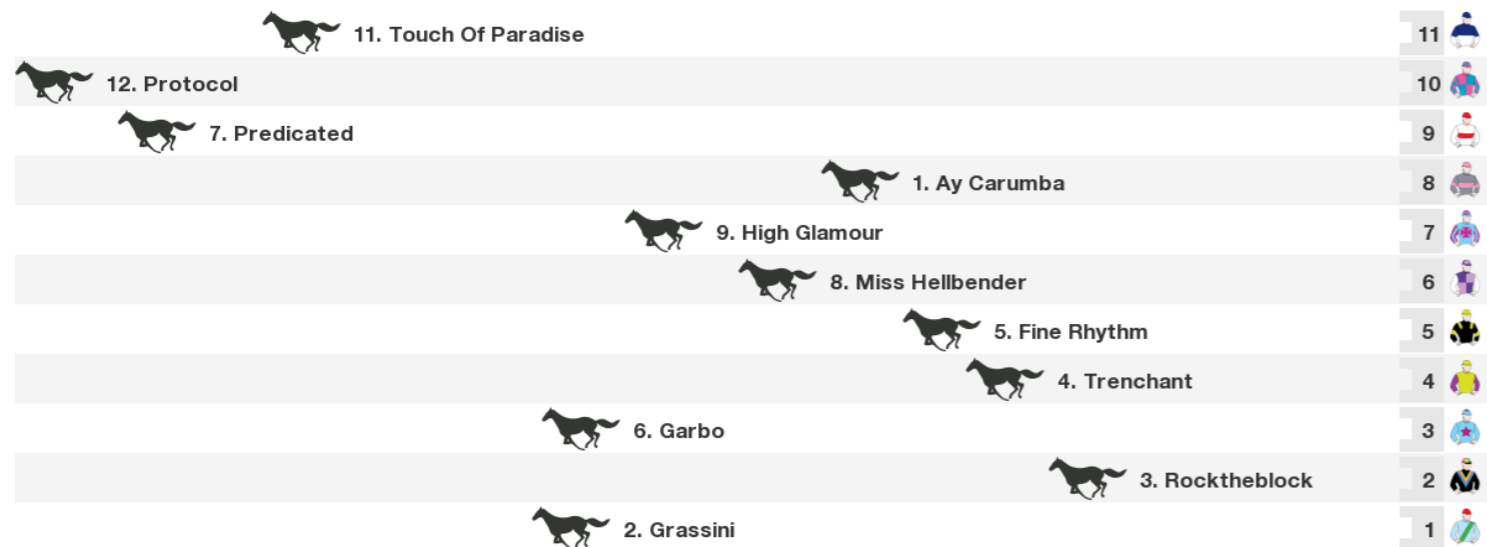 11. Touch Of Paradise 11
12. Protocol 10
7. Predicated 9
1. Ay Carumba 8
9. High Glamour 7
8. Miss Hellbender 6
5. Fine Rhythm 5
4. Trenchant 4
6. Garbo 3
3. Rocktheblock 2
2. Grassini 1